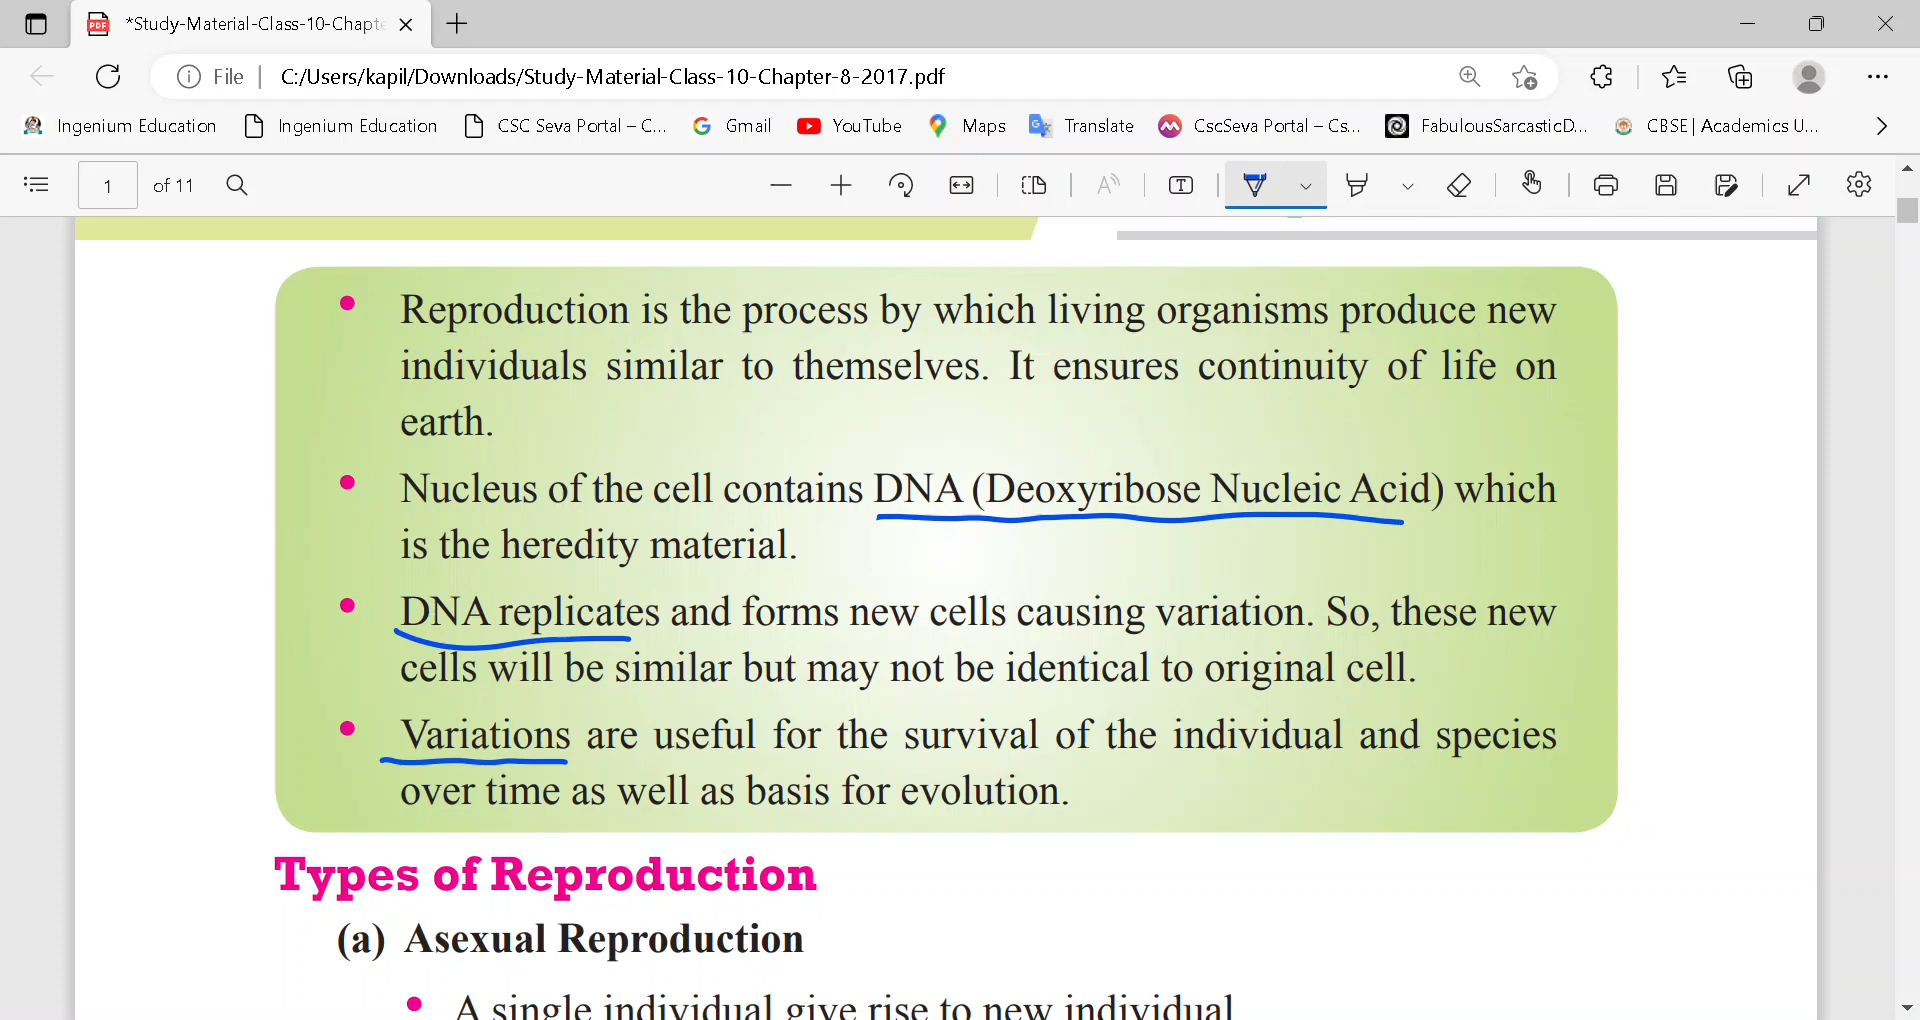 *Study-Material-Class-10-Chapte
File
C:/Users/kapil/Downloads/Study-Material-Class-10-Chapter-8-2017.pdf
Ingenium Education
Ingenium Education
CSC Seva Portal – C...
Gmail
YouTube
Maps
Translate
CscSeva Portal – Cs...
FabulousSarcasticD...
CBSE | Academics U...
1 of 11
• Reproduction is the process by which living organisms produce new
individuals similar to themselves. It ensures continuity of life on
earth.
• Nucleus of the cell contains DNA (Deoxyribose Nucleic Acid) which
is the heredity material.
• DNA replicates and forms new cells causing variation. So, these new
cells will be similar but may not be identical to original cell.
• Variations are useful for the survival of the individual and species
over time as well as basis for evolution.
Types of Reproduction
(a) Asexual Reproduction
• A single individual give rise to new individual